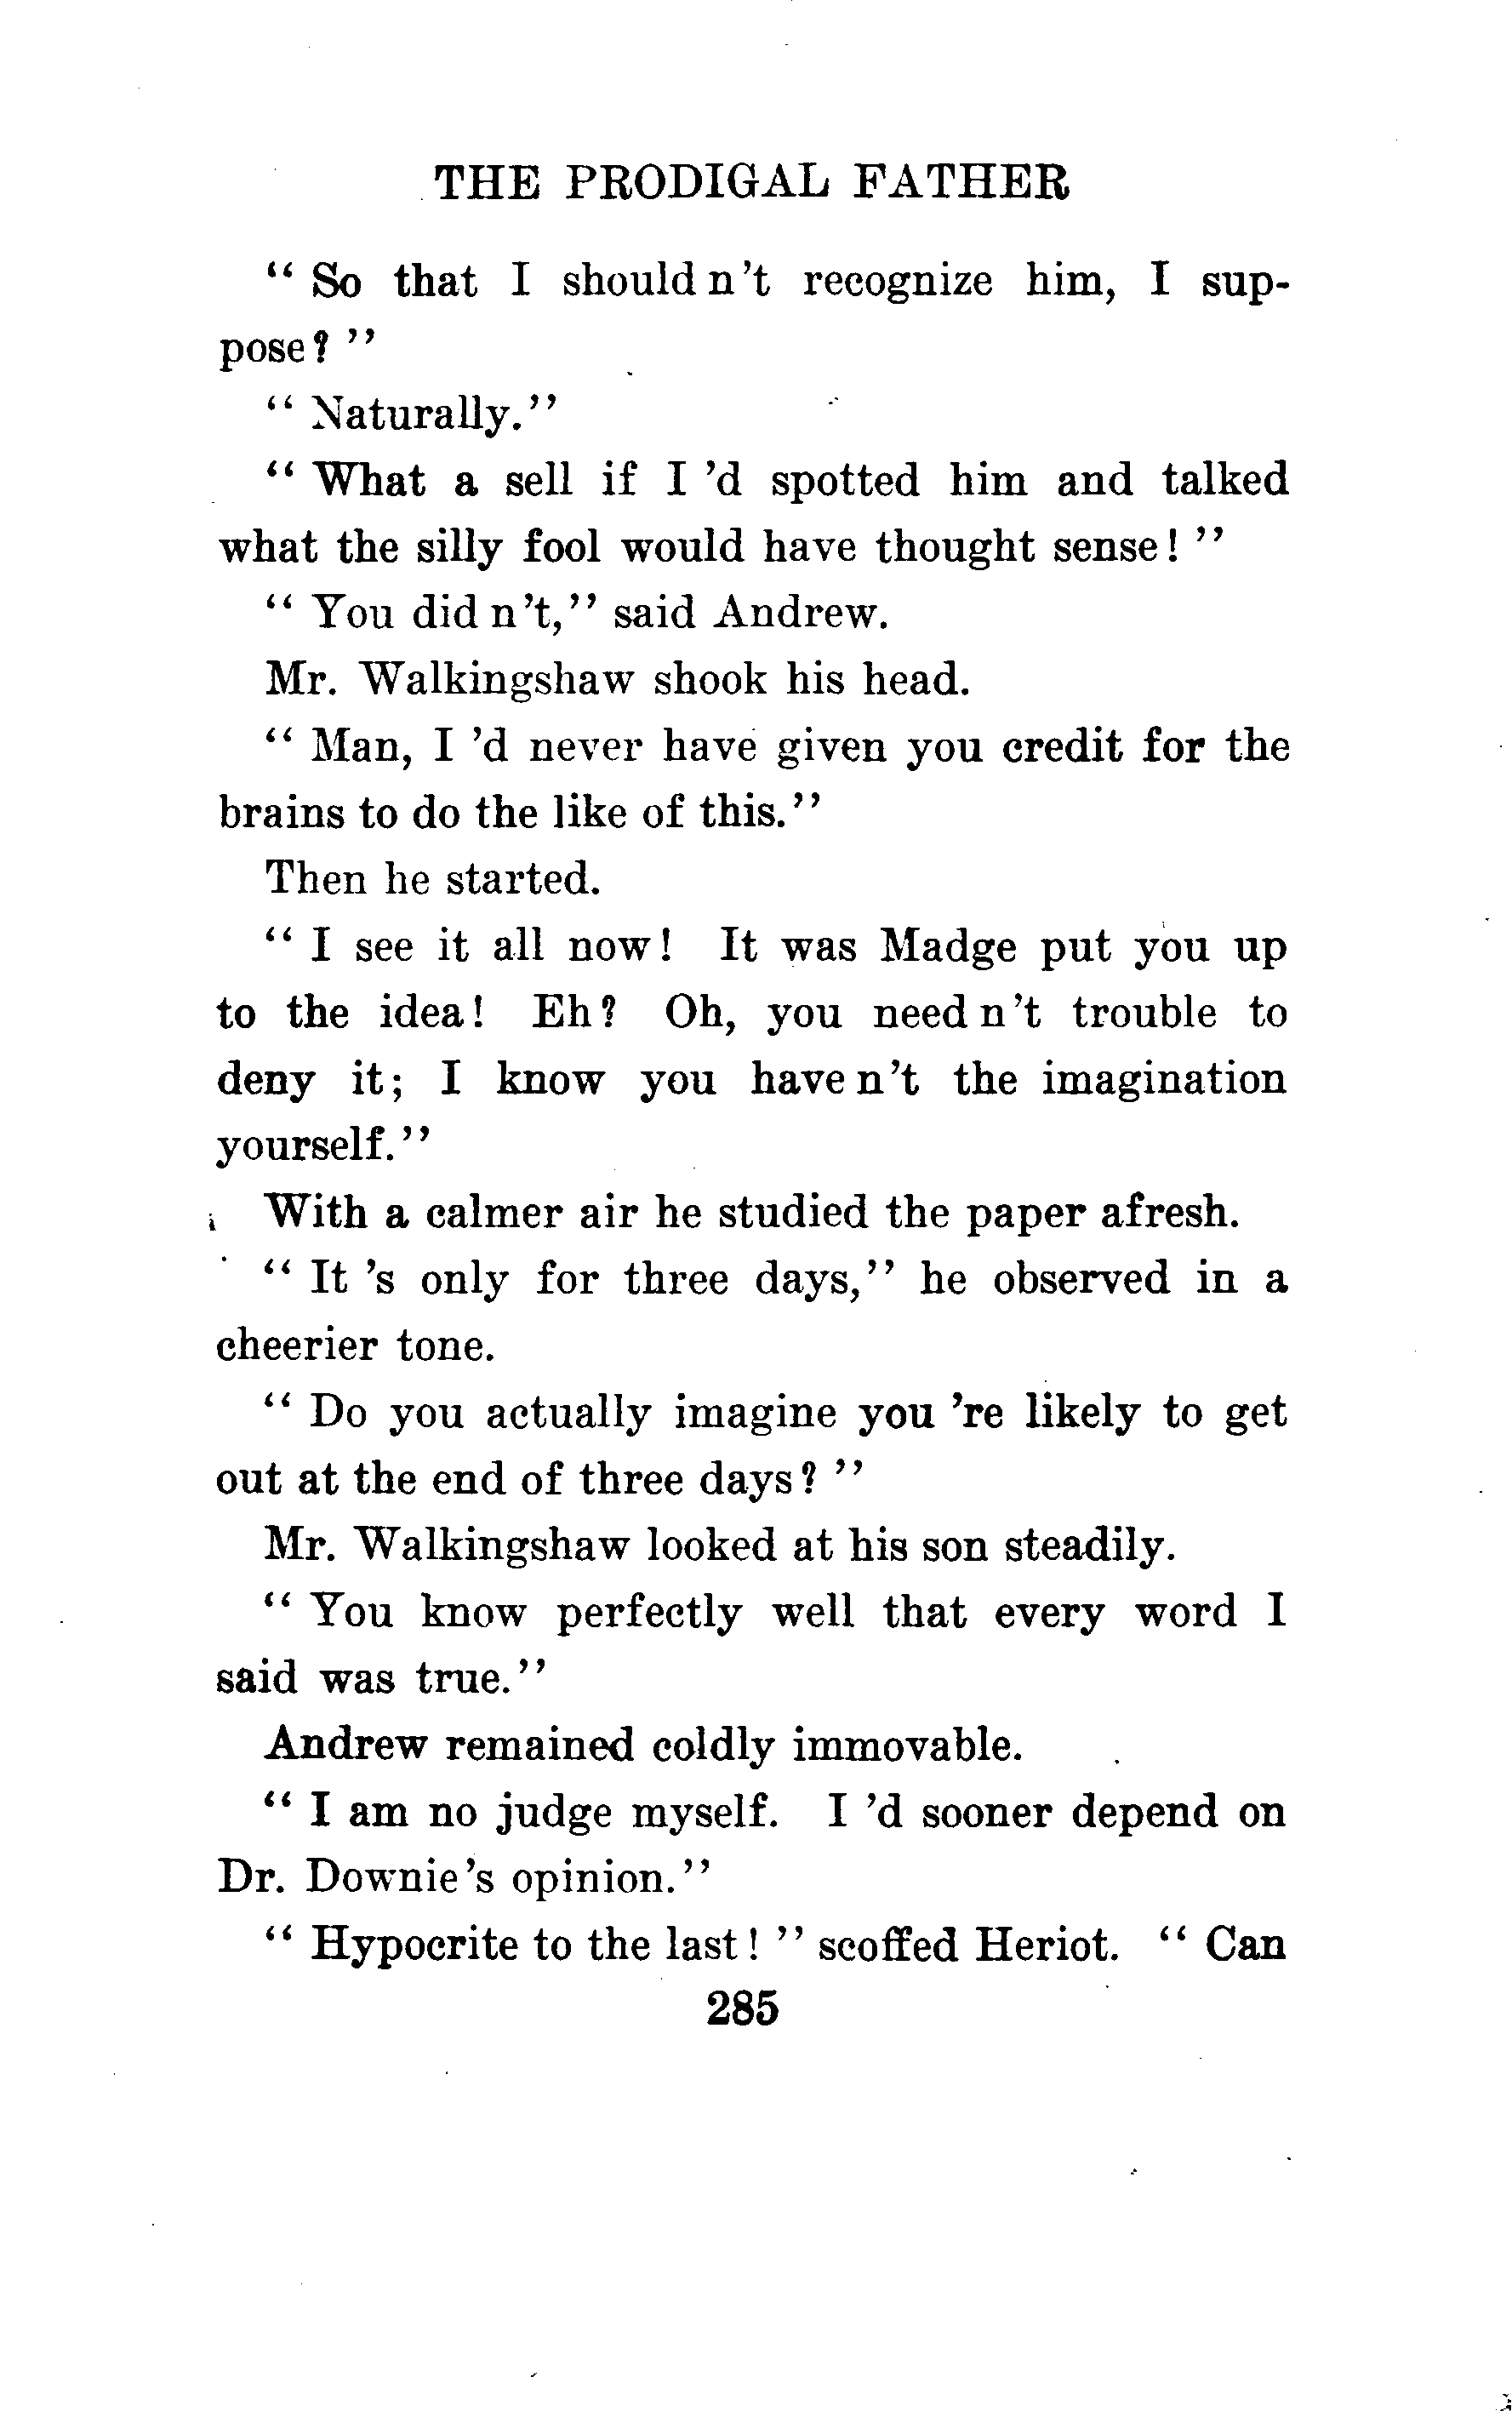 THE PRODIGAL FATHER
“ So that I should n't recognize him, I sup-
pose? ”
“ Naturally.”
“ What a sell if I 'd spotted him and talked
what the silly fool would have thought sense! ”
“ You did n't,” said Andrew.
Mr. Walkingshaw shook his head.
“ Man, I 'd never have given you credit for the
brains to do the like of this.”
Then he started.
“ I see it all now! It was Madge put you up
to the idea! Eh? Oh, you need n't trouble to
deny it; I know you have n't the imagination
yourself.”
With a calmer air he studied the paper afresh.
“ It 's only for three days,” he observed in a
cheerier tone.
“ Do you actually imagine you 're likely to get
out at the end of three days? ”
Mr. Walkingshaw looked at his son steadily.
“ You know perfectly well that every word I
said was true.”
Andrew remained coldly immovable.
“ I am no judge myself. I 'd sooner depend on
Dr. Downie's opinion.”
“ Hypocrite to the last! ” scoffed Heriot. “ Can
285